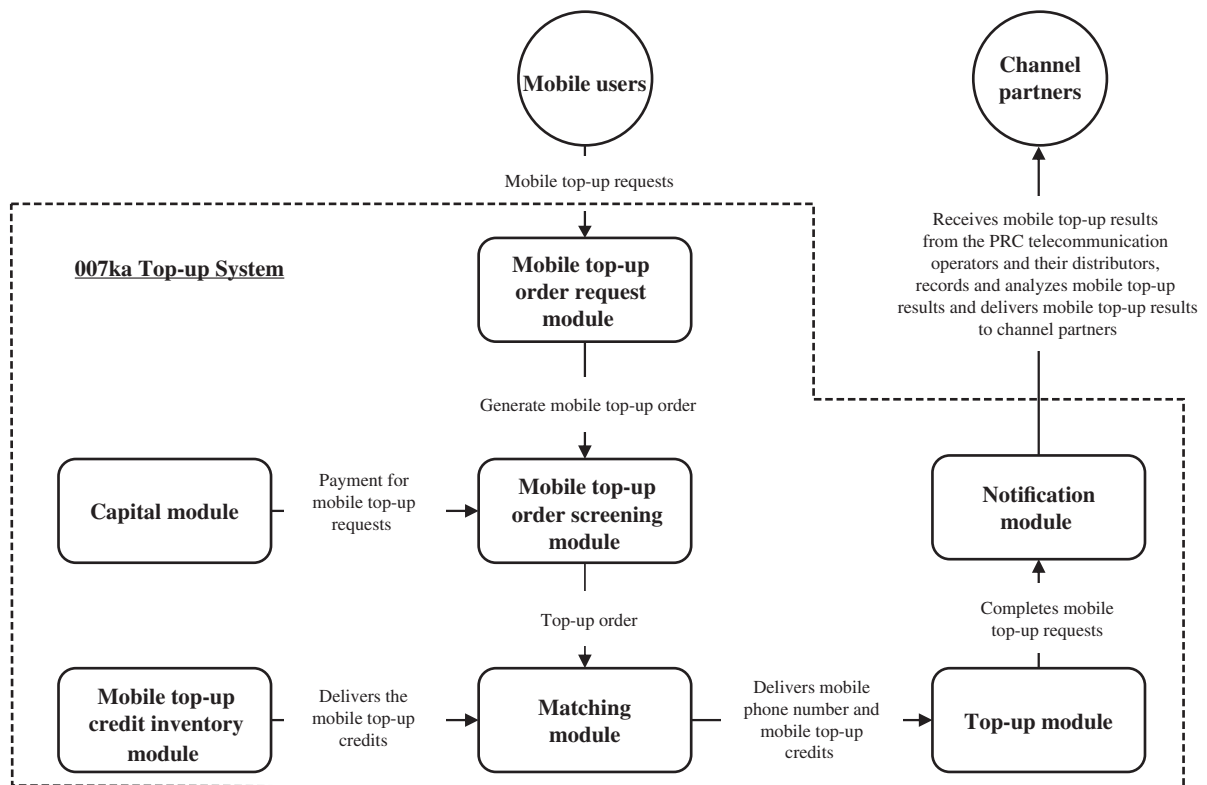 Mobile users
Channel
partners
Mobile top-up requests
Receives mobile top-up results
from the PRC telecommunication
operators and their distributors,
records and analyzes mobile top-up
results and delivers mobile top-up results
to channel partners
007ka Top-up System
Mobile top-up
order request
module
Generate mobile top-up order
Capital module
Payment for
mobile top-up
requests
Mobile top-up
order screening
module
Notification
module
Top-up order
Completes mobile
top-up requests
Mobile top-up
credit inventory
module
Delivers the
mobile top-up
credits
Matching
module
Delivers mobile
phone number and
mobile top-up
credits
Top-up module